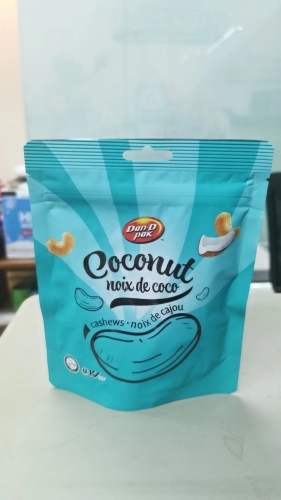 Dan-D
pak
Coconut
noix de coco
cashews • noix de cajou